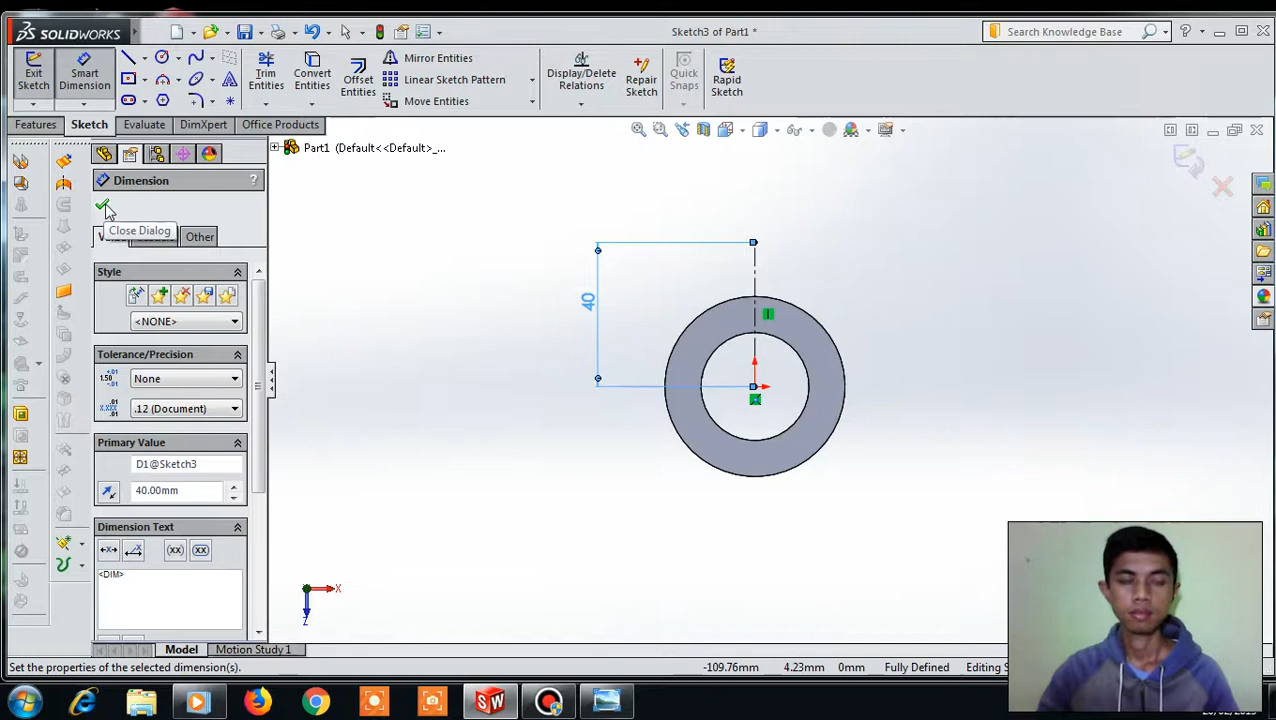 SOLIDWORKS
Sketch3 of Part1 *
Search Knowledge Base
Exit Sketch
Smart Dimension
Trim Entities
Convert Entities
Offset Entities
Mirror Entities
Linear Sketch Pattern
Move Entities
Display/Delete Relations
Repair Sketch
Quick Snaps
Rapid Sketch
Features
Sketch
Evaluate
DimXpert
Office Products
Part1 (Default<<Default>_...
Dimension
?
Close Dialog
Other
Style
<NONE>
Tolerance/Precision
None
.12 (Document)
Primary Value
D1@Sketch3
40.00mm
Dimension Text
(xx)
(xx)
<DIM>
40
X
Z
Model
Motion Study 1
Set the properties of the selected dimension(s).
-109.76mm
4.23mm
0mm
Fully Defined
SW